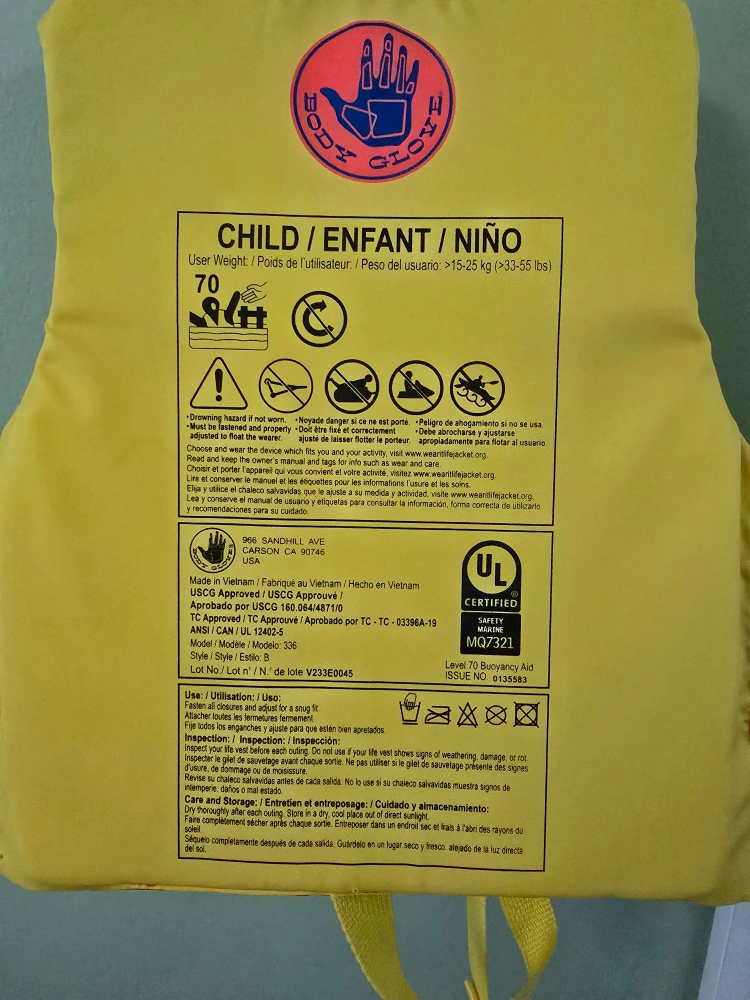 BODY GLOVE
CHILD / ENFANT / NIÑO
User Weight: / Poids de l'utilisateur: / Peso del usuario: >15-25 kg (>33-55 lbs)
70
•Drowning hazard if not worn. •Noyade danger si ce ne est porté. •Peligro de ahogamiento si no se usa.
•Must be fastened and properly •Doit être fixé et correctement •Debe abrocharse y ajustarse
adjusted to float the wearer. ajusté de laisser flotter le porteur. apropiadamente para flotar al usuario.
Choose and wear the device which fits you and your activity, visit www.wearitlifejacket.org.
Read and keep the owner's manual and tags for info such as wear and care.
Choisir et porter l'appareil qui vous convient et votre activité, visitez www.wearitlifejacket.org.
Lire et conserver le manuel et les étiquettes pour les informations l'usure et les soins.
Elija y utilice el chaleco salvavidas que le ajuste a su medida y actividad, visite www.wearitlifejacket.org.
Lea y conserve el manual de usuario y etiquetas para consultar la información, forma correcta de utilizarlo
y recomendaciones para su cuidado.
BODY GLOVE
966 SANDHILL AVE
CARSON CA 90746
USA
Made in Vietnam / Fabriqué au Vietnam / Hecho en Vietnam
USCG Approved / USCG Approuvé /
Aprobado por USCG 160.064/4871/0
TC Approved / TC Approuvé / Aprobado por TC - TC - 03396A-19
ANSI / CAN / UL 12402-5
Model / Modèle / Modelo: 336
Style / Style / Estilo: B
Lot No./ Lot n° / N.° de lote V233E0045
UL ®
CERTIFIED
SAFETY
MARINE
MQ7321
Level 70 Buoyancy Aid
ISSUE NO. 0135583
Use: / Utilisation: / Uso:
Fasten all closures and adjust for a snug fit.
Attacher toutes les fermetures fermement.
Fije todos los enganches y ajuste para que estén bien apretados.
Inspection: / Inspection: / Inspección:
Inspect your life vest before each outing. Do not use if your life vest shows signs of weathering, damage, or rot.
Inspecter le gilet de sauvetage avant chaque sortie. Ne pas utiliser si le gilet de sauvetage présente des signes
d'usure, de dommage ou de moisissure.
Revise su chaleco salvavidas antes de cada salida. No lo use si su chaleco salvavidas muestra signos de
intemperie, daños o mal estado.
Care and Storage: / Entretien et entreposage: / Cuidado y almacenamiento:
Dry thoroughly after each outing. Store in a dry, cool place out of direct sunlight.
Faire complètement sécher après chaque sortie. Entreposer dans un endroit sec et frais à l'abri des rayons du
soleil.
Séquelo completamente después de cada salida. Guárdelo en un lugar seco y fresco, alejado de la luz directa
del sol.